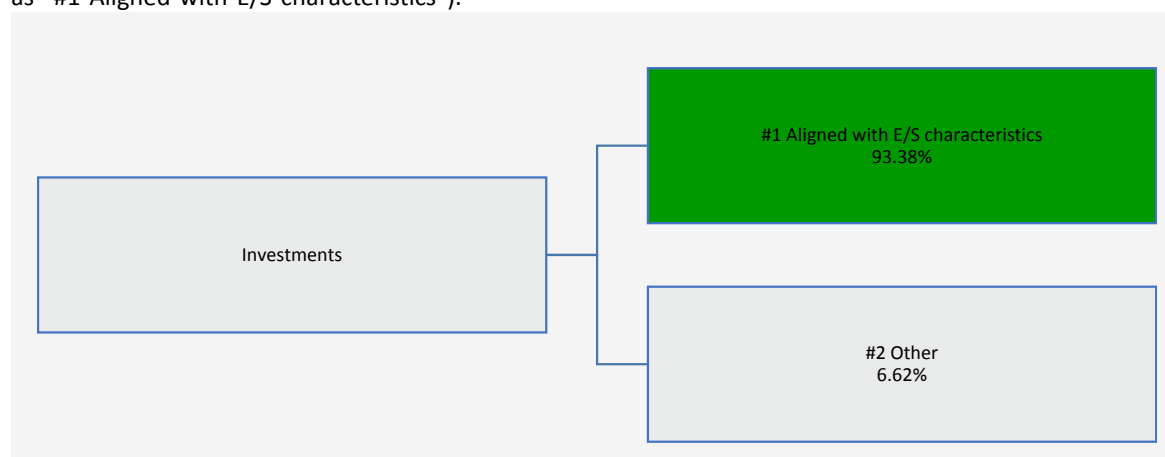 as "#1 Aligned with E/S characteristics").
Investments
#1 Aligned with E/S characteristics
93.38%
#2 Other
6.62%